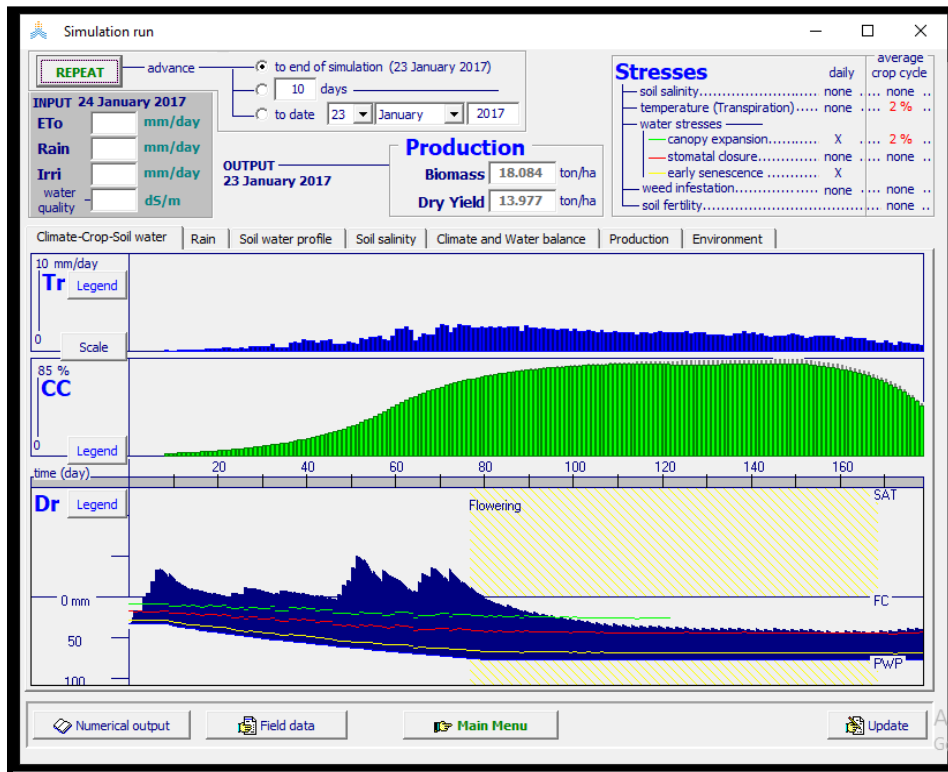 Simulation run
REPEAT
advance
to end of simulation (23 January 2017)
10 days
to date 23 January 2017
INPUT 24 January 2017
ETo mm/day
Rain mm/day
Irri mm/day
water quality dS/m
OUTPUT
23 January 2017
Production
Biomass 18.084 ton/ha
Dry Yield 13.977 ton/ha
Stresses daily average crop cycle
soil salinity.................. none .... none ..
temperature (Transpiration)..... none .... 2 % ..
water stresses
canopy expansion............ X .... 2 % ..
stomatal closure............. none .... none ..
early senescence ............ X
weed infestation............... none .... none ..
soil fertility.................................... none ..
Climate-Crop-Soil water Rain Soil water profile Soil salinity Climate and Water balance Production Environment
10 mm/day
Tr Legend
0
Scale
85 %
CC
0
Legend
time (day) 20 40 60 80 100 120 140 160
Dr Legend
Flowering
SAT
0 mm
FC
50
PWP
100
Numerical output Field data Main Menu Update